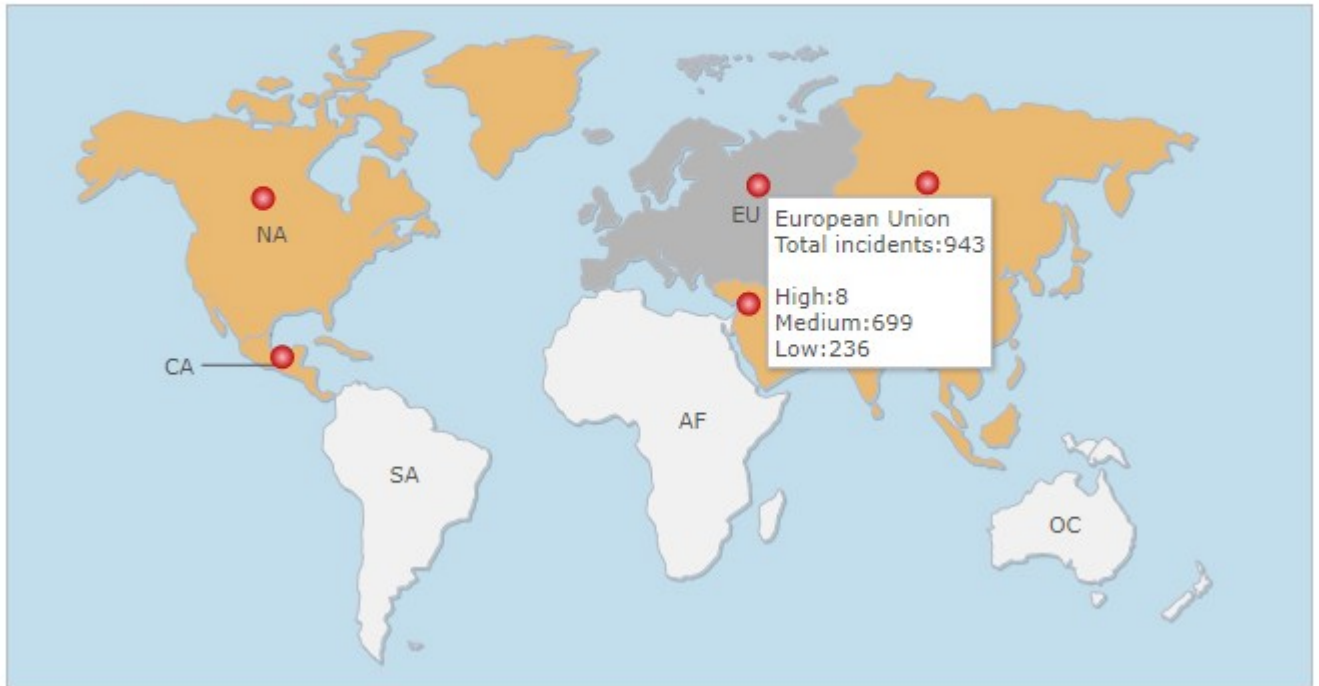 NA
EU
European Union
Total incidents:943
High:8
Medium:699
Low:236
CA
AF
SA
OC